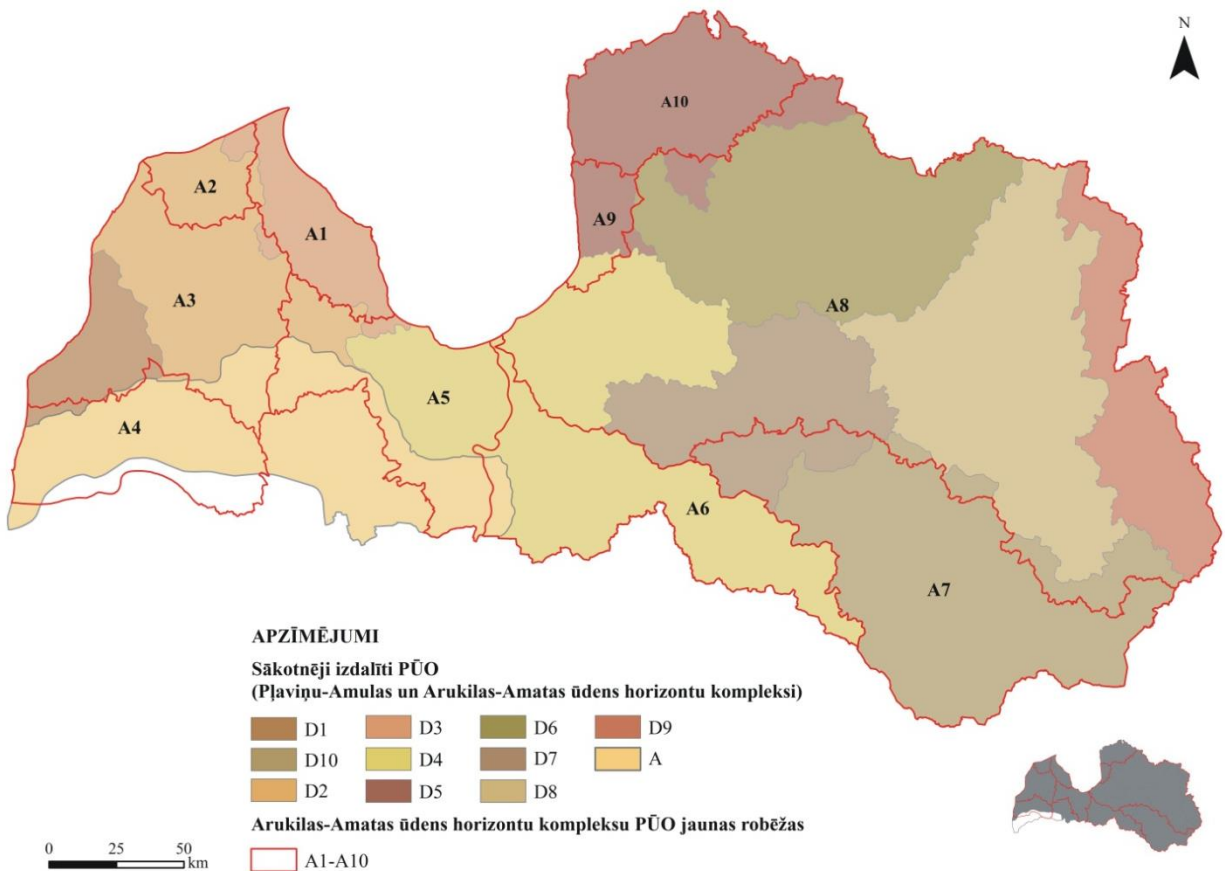 N
A10
A2
A9
A1
A3
A8
A5
A4
A6
A7
APZĪMĒJUMI
Sākotnēji izdalīti PŪO
(Pļaviņu-Amulas un Arukilas-Amatas ūdens horizontu kompleksi)
D1 D3 D6 D9
D10 D4 D7 A
D2 D5 D8
Arukilas-Amatas ūdens horizontu kompleksu PŪO jaunas robēžas
A1-A10
0 25 50
km